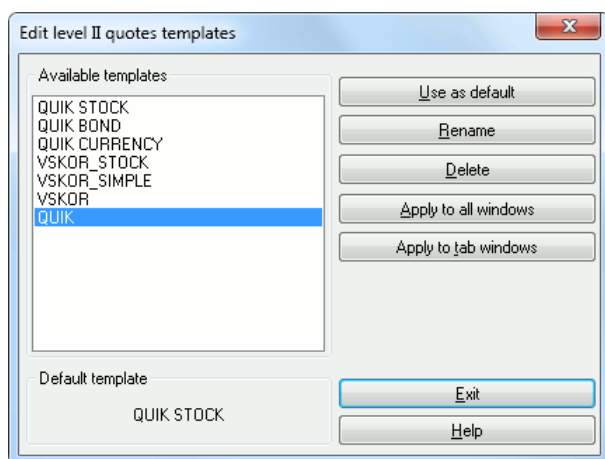 Edit level II quotes templates
Available templates
QUIK STOCK
QUIK BOND
QUIK CURRENCY
VSKOR_STOCK
VSKOR_SIMPLE
VSKOR
QUIK
Use as default
Rename
Delete
Apply to all windows
Apply to tab windows
Default template
QUIK STOCK
Exit
Help